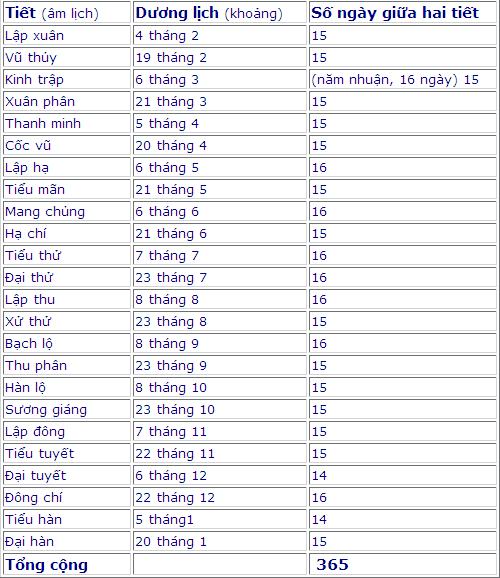 Tiết (âm lịch) Dương lịch (khoảng) Số ngày giữa hai tiết
Lập xuân 4 tháng 2 15
Vũ thủy 19 tháng 2 15
Kinh trập 6 tháng 3 (năm nhuận, 16 ngày) 15
Xuân phân 21 tháng 3 15
Thanh minh 5 tháng 4 15
Cốc vũ 20 tháng 4 15
Lập hạ 6 tháng 5 16
Tiểu mãn 21 tháng 5 15
Mang chủng 6 tháng 6 16
Hạ chí 21 tháng 6 15
Tiểu thử 7 tháng 7 16
Đại thử 23 tháng 7 16
Lập thu 8 tháng 8 16
Xử thử 23 tháng 8 15
Bạch lộ 8 tháng 9 16
Thu phân 23 tháng 9 15
Hàn lộ 8 tháng 10 15
Sương giáng 23 tháng 10 15
Lập đông 7 tháng 11 15
Tiểu tuyết 22 tháng 11 15
Đại tuyết 6 tháng 12 14
Đông chí 22 tháng 12 16
Tiểu hàn 5 tháng1 14
Đại hàn 20 tháng 1 15
Tổng cộng 365